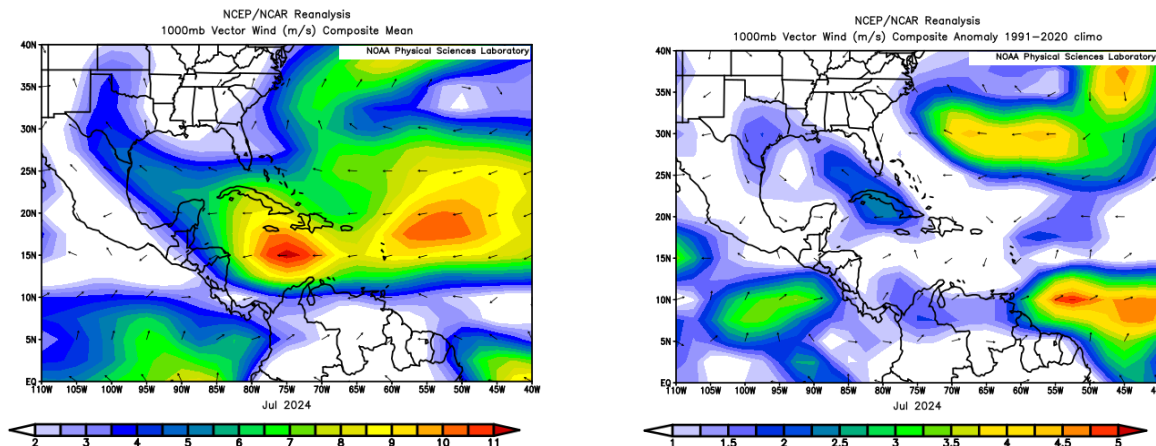 NCEP/NCAR Reanalysis
1000mb Vector Wind (m/s) Composite Mean
NOAA Physical Sciences Laboratory
40N
35N
30N
25N
20N
15N
10N
5N
EQ
110W 105W 100W 95W 90W 85W 80W 75W 70W 65W 60W 55W 50W 45W 40W
Jul 2024
2 3 4 5 6 7 8 9 10 11
NCEP/NCAR Reanalysis
1000mb Vector Wind (m/s) Composite Anomaly 1991-2020 climo
NOAA Physical Sciences Laboratory
40N
35N
30N
25N
20N
15N
10N
5N
EQ
110W 105W 100W 95W 90W 85W 80W 75W 70W 65W 60W 55W 50W 45W 40W
Jul 2024
1 1.5 2 2.5 3 3.5 4 4.5 5